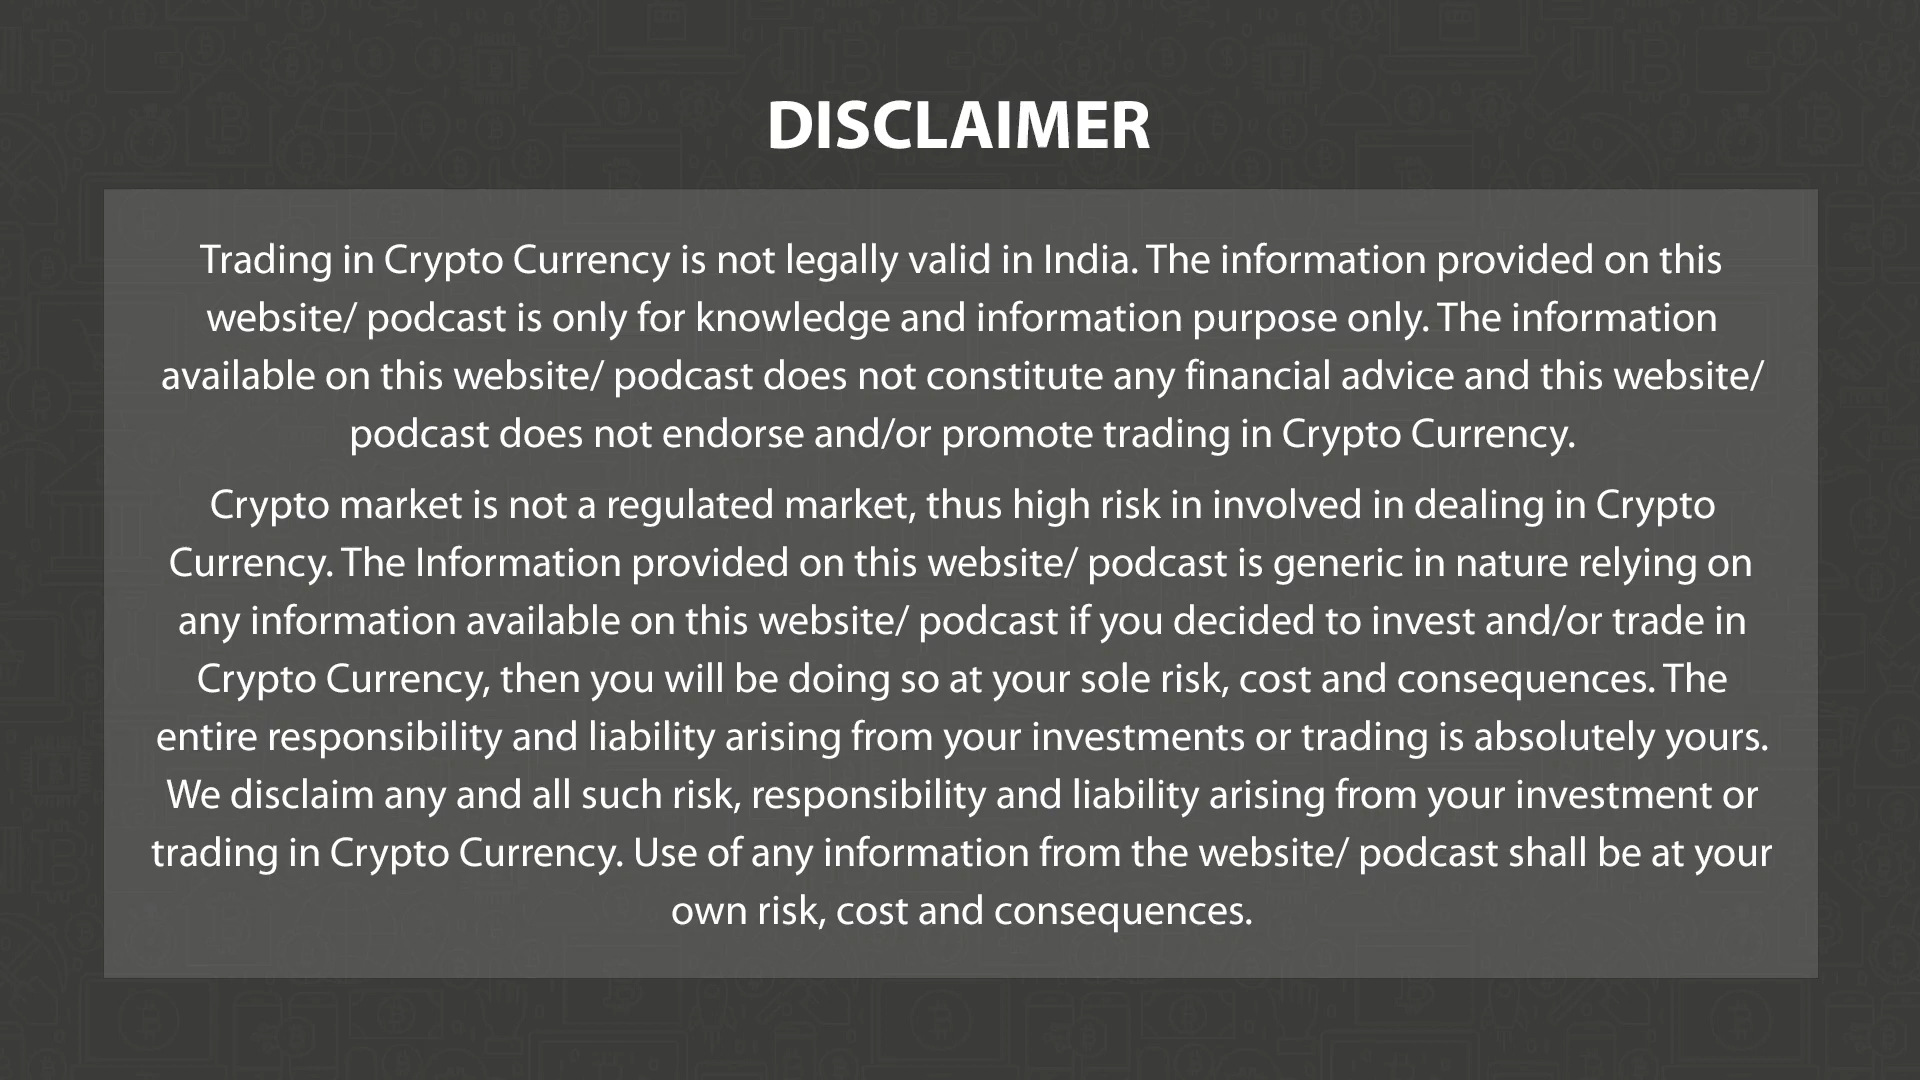 DISCLAIMER
Trading in Crypto Currency is not legally valid in India. The information provided on this
website/ podcast is only for knowledge and information purpose only. The information
available on this website/ podcast does not constitute any financial advice and this website/
podcast does not endorse and/or promote trading in Crypto Currency.
Crypto market is not a regulated market, thus high risk in involved in dealing in Crypto
Currency. The Information provided on this website/ podcast is generic in nature relying on
any information available on this website/ podcast if you decided to invest and/or trade in
Crypto Currency, then you will be doing so at your sole risk, cost and consequences. The
entire responsibility and liability arising from your investments or trading is absolutely yours.
We disclaim any and all such risk, responsibility and liability arising from your investment or
trading in Crypto Currency. Use of any information from the website/ podcast shall be at your
own risk, cost and consequences.